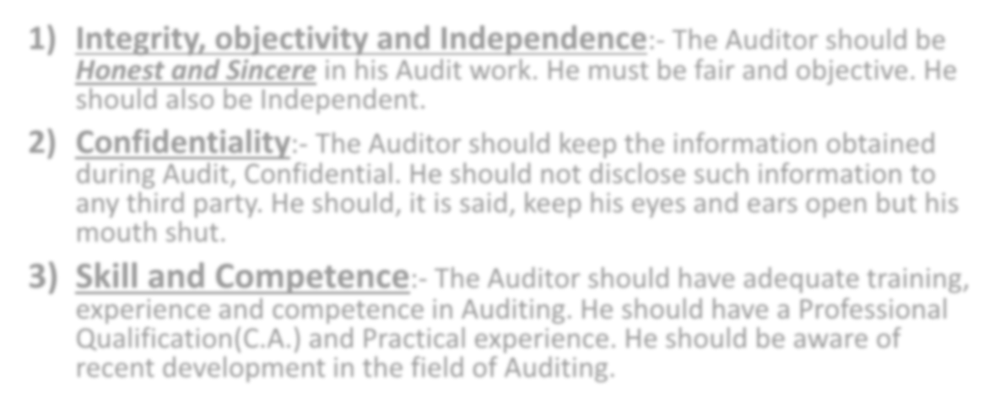 1) Integrity, objectivity and Independence:- The Auditor should be
Honest and Sincere in his Audit work. He must be fair and objective. He
should also be Independent.
2) Confidentiality:- The Auditor should keep the information obtained
during Audit, Confidential. He should not disclose such information to
any third party. He should, it is said, keep his eyes and ears open but his
mouth shut.
3) Skill and Competence:- The Auditor should have adequate training,
experience and competence in Auditing. He should have a Professional
Qualification(C.A.) and Practical experience. He should be aware of
recent development in the field of Auditing.